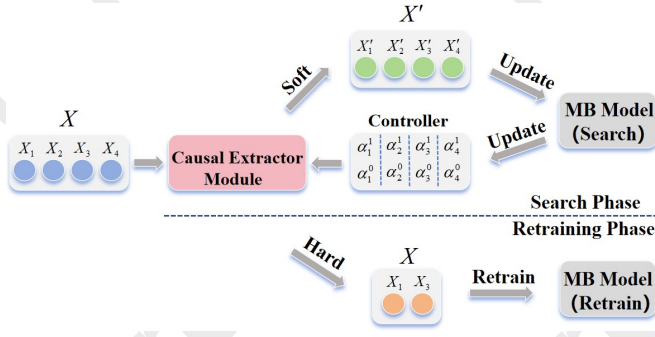 X′
X′₁ X′₂ X′₃ X′₄
Soft
Update
X
X₁ X₂ X₃ X₄
Causal Extractor
Module
Controller
α₁¹ α₂¹ α₃¹ α₄¹
α₁⁰ α₂⁰ α₃⁰ α₄⁰
Update
MB Model
(Search)
Search Phase
Retraining Phase
Hard
X
X₁ X₃
Retrain
MB Model
(Retrain)